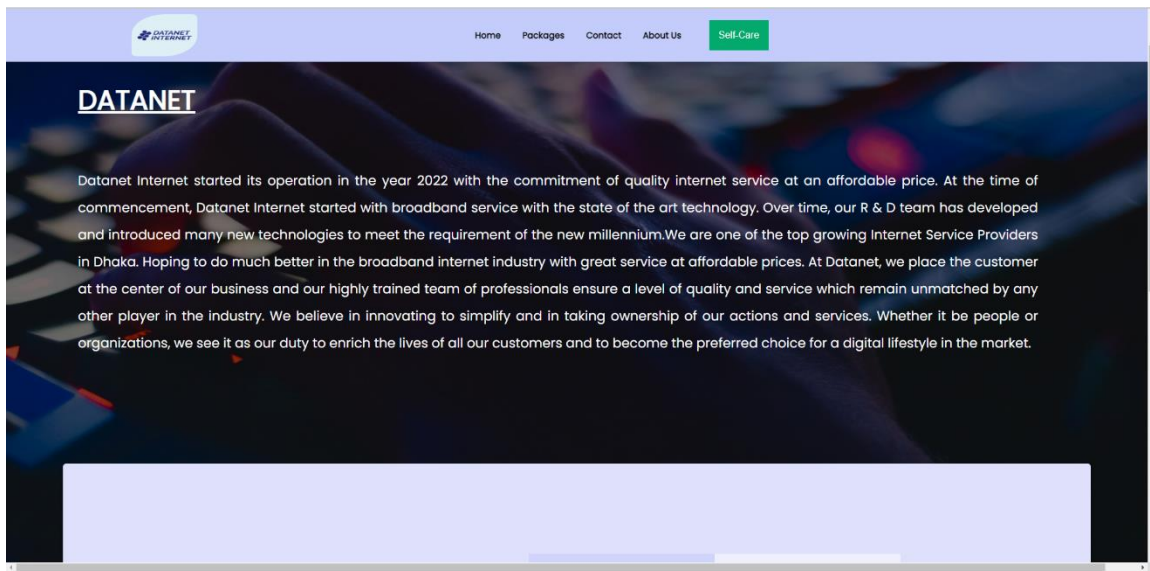 DATANET
INTERNET
Home Packages Contact About Us Self-Care
DATANET
Datanet Internet started its operation in the year 2022 with the commitment of quality internet service at an affordable price. At the time of
commencement, Datanet Internet started with broadband service with the state of the art technology. Over time, our R & D team has developed
and introduced many new technologies to meet the requirement of the new millennium.We are one of the top growing Internet Service Providers
in Dhaka. Hoping to do much better in the broadband internet industry with great service at affordable prices. At Datanet, we place the customer
at the center of our business and our highly trained team of professionals ensure a level of quality and service which remain unmatched by any
other player in the industry. We believe in innovating to simplify and in taking ownership of our actions and services. Whether it be people or
organizations, we see it as our duty to enrich the lives of all our customers and to become the preferred choice for a digital lifestyle in the market.